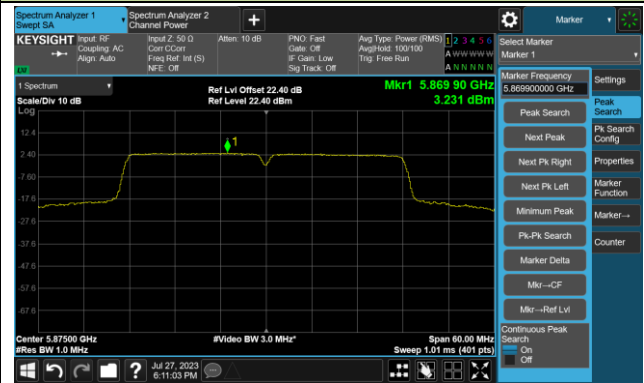 Spectrum Analyzer 1
Swept SA
Spectrum Analyzer 2
Channel Power
+
Marker
KEYSIGHT
Input: RF
Coupling: AC
Align: Auto
Input Z: 50 Ω
Corr CCorr
Freq Ref: Int (S)
NFE: Off
Atten: 10 dB
PNO: Fast
Gate: Off
IF Gain: Low
Sig Track: Off
Avg Type: Power (RMS)
Avg|Hold: 100/100
Trig: Free Run
1 2 3 4 5 6
A W W W W W
A N N N N N
Select Marker
Marker 1
1 Spectrum
Scale/Div 10 dB
Log
Ref Lvl Offset 22.40 dB
Ref Level 22.40 dBm
Mkr1 5.869 90 GHz
3.231 dBm
Marker Frequency
5.869900000 GHz
Peak Search
Next Peak
Next Pk Right
Next Pk Left
Minimum Peak
Pk-Pk Search
Marker Delta
Mkr→CF
Mkr→Ref Lvl
Continuous Peak
Search
On
Off
Settings
Peak
Search
Pk Search
Config
Properties
Marker
Function
Marker→
Counter
12.4
2.40
-7.60
-17.6
-27.6
-37.6
-47.6
-57.6
-67.6
1
Center 5.87500 GHz
#Res BW 1.0 MHz
#Video BW 3.0 MHz*
Span 60.00 MHz
Sweep 1.01 ms (401 pts)
?
Jul 27, 2023
6:11:03 PM